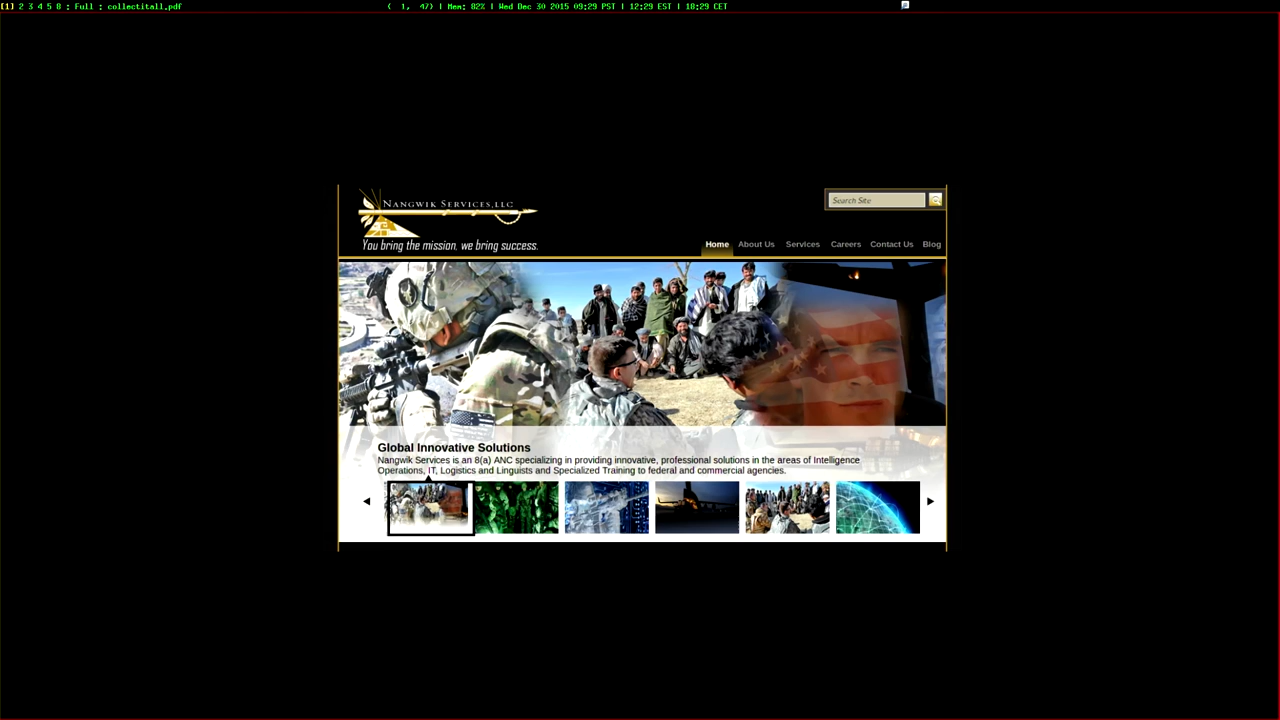 [1] 2 3 4 5 8 : Full : collectitall.pdf ( 1, 47) | Mem: 82% | Wed Dec 30 2015 09:29 PST | 12:29 EST | 18:29 CET
NANGWIK SERVICES, LLC
You bring the mission, we bring success.
Search Site
Home About Us Services Careers Contact Us Blog
Global Innovative Solutions
Nangwik Services is an 8(a) ANC specializing in providing innovative, professional solutions in the areas of Intelligence
Operations, IT, Logistics and Linguists and Specialized Training to federal and commercial agencies.